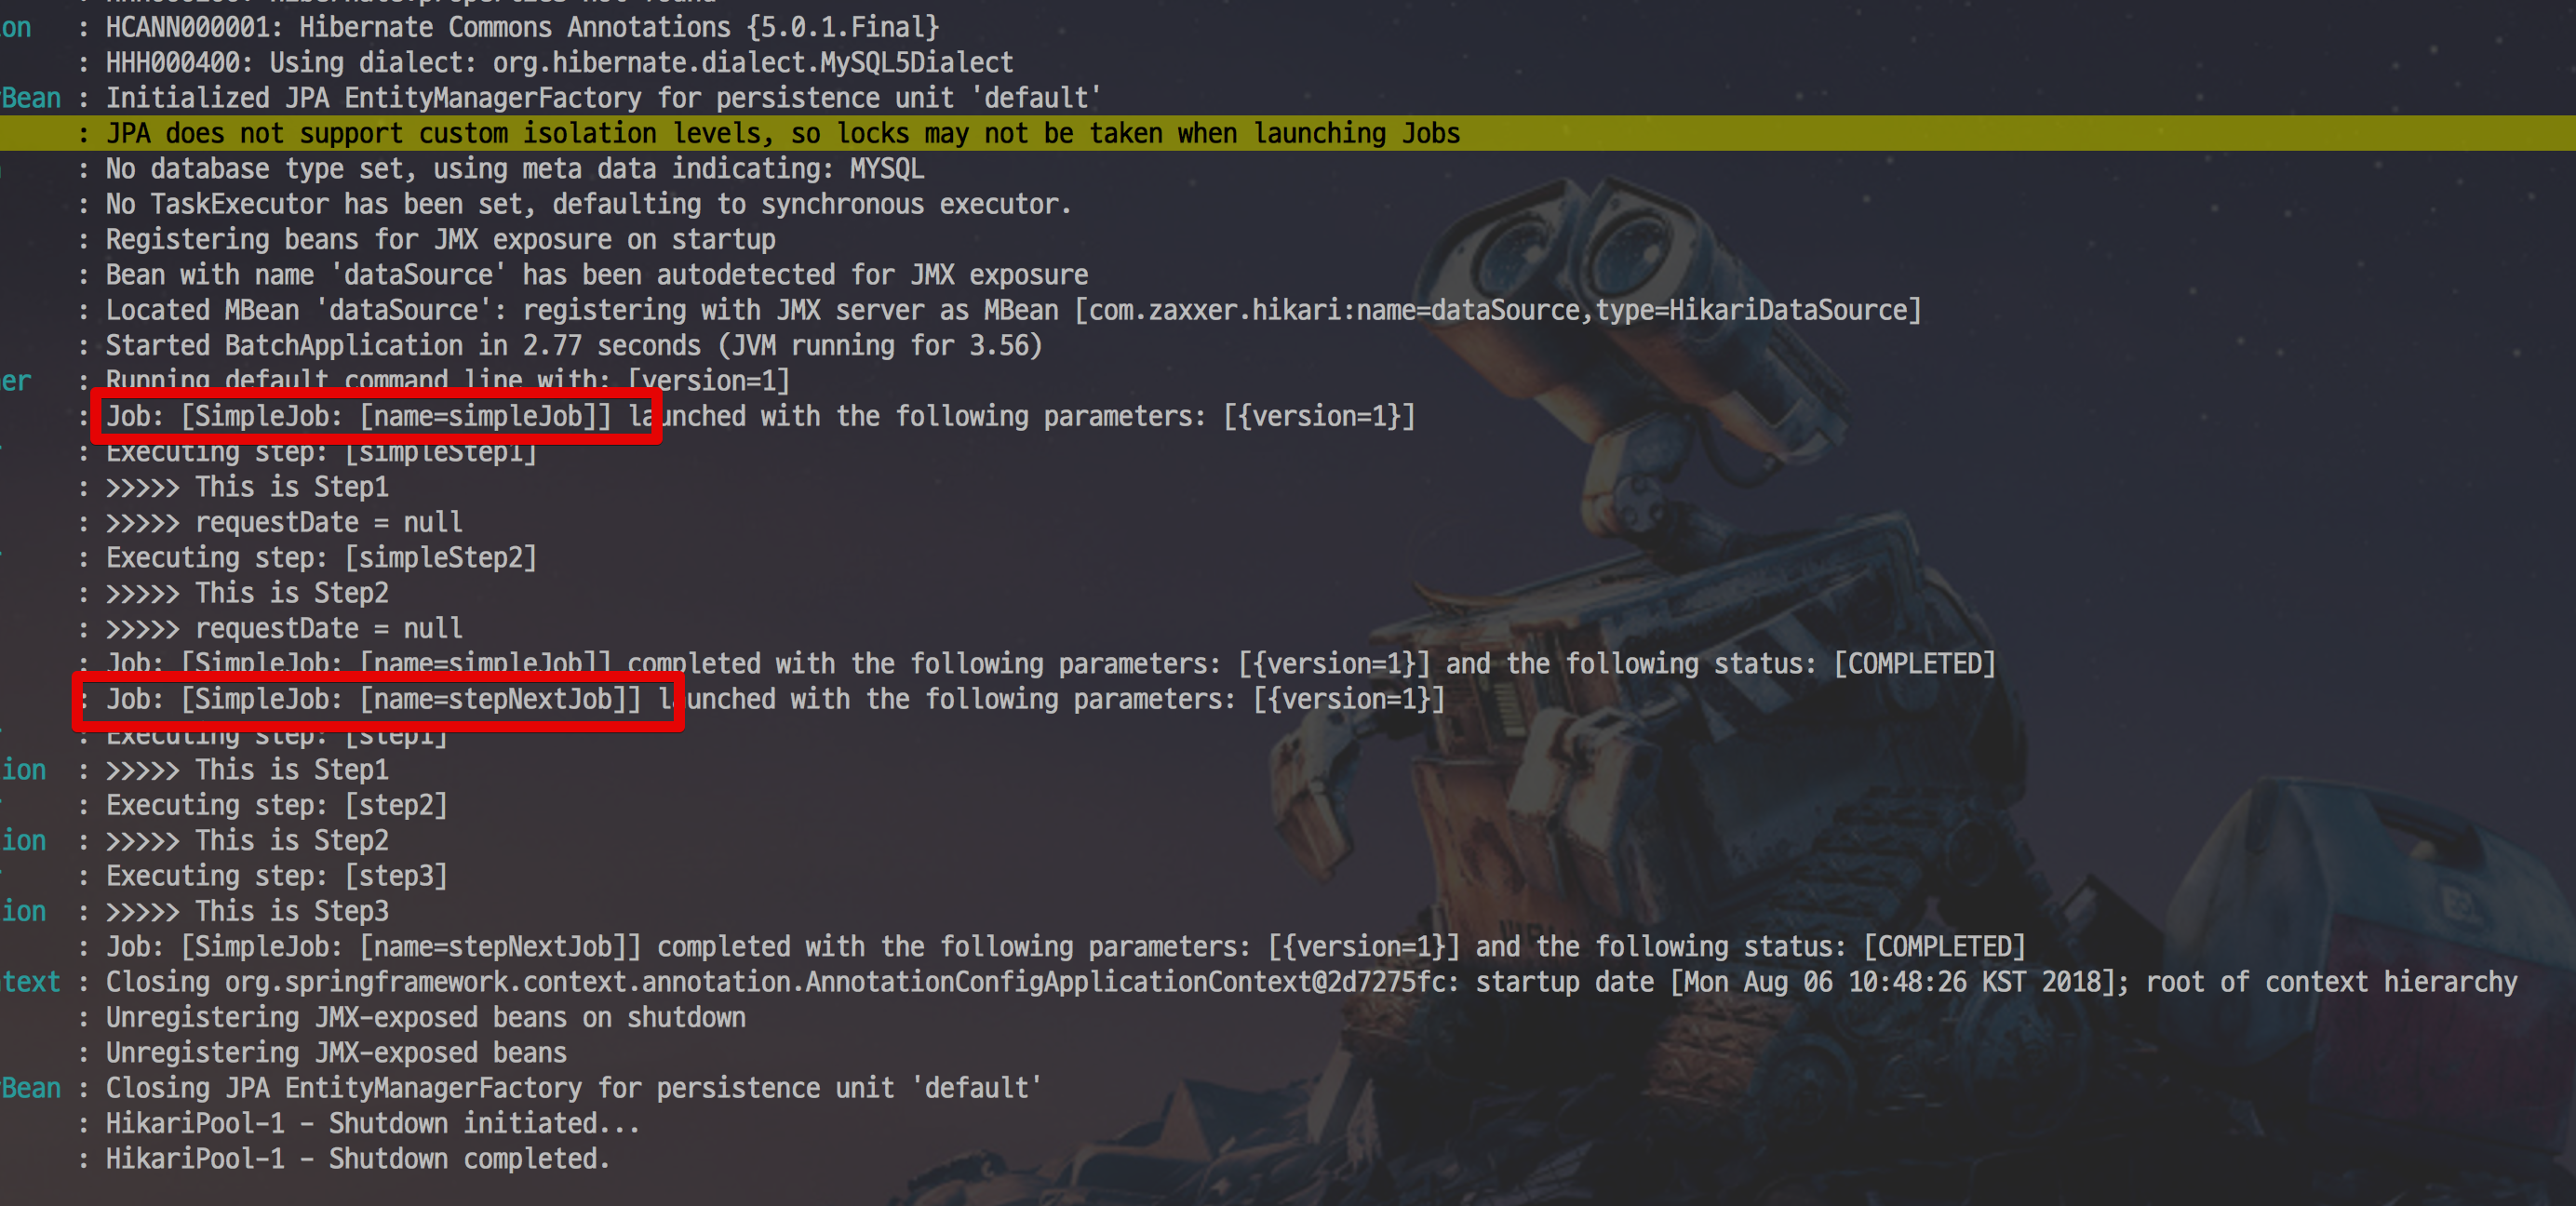 ion : HCANN000001: Hibernate Commons Annotations {5.0.1.Final}
: HHH000400: Using dialect: org.hibernate.dialect.MySQL5Dialect
yBean : Initialized JPA EntityManagerFactory for persistence unit 'default'
: JPA does not support custom isolation levels, so locks may not be taken when launching Jobs
: No database type set, using meta data indicating: MYSQL
: No TaskExecutor has been set, defaulting to synchronous executor.
: Registering beans for JMX exposure on startup
: Bean with name 'dataSource' has been autodetected for JMX exposure
: Located MBean 'dataSource': registering with JMX server as MBean [com.zaxxer.hikari:name=dataSource,type=HikariDataSource]
: Started BatchApplication in 2.77 seconds (JVM running for 3.56)
er : Running default command line with: [version=1]
: Job: [SimpleJob: [name=simpleJob]] launched with the following parameters: [{version=1}]
: Executing step: [simpleStep1]
: >>>>> This is Step1
: >>>>> requestDate = null
: Executing step: [simpleStep2]
: >>>>> This is Step2
: >>>>> requestDate = null
: Job: [SimpleJob: [name=simpleJob]] completed with the following parameters: [{version=1}] and the following status: [COMPLETED]
: Job: [SimpleJob: [name=stepNextJob]] launched with the following parameters: [{version=1}]
: Executing step: [step1]
ion : >>>>> This is Step1
: Executing step: [step2]
ion : >>>>> This is Step2
: Executing step: [step3]
ion : >>>>> This is Step3
: Job: [SimpleJob: [name=stepNextJob]] completed with the following parameters: [{version=1}] and the following status: [COMPLETED]
text : Closing org.springframework.context.annotation.AnnotationConfigApplicationContext@2d7275fc: startup date [Mon Aug 06 10:48:26 KST 2018]; root of context hierarchy
: Unregistering JMX-exposed beans on shutdown
: Unregistering JMX-exposed beans
yBean : Closing JPA EntityManagerFactory for persistence unit 'default'
: HikariPool-1 - Shutdown initiated...
: HikariPool-1 - Shutdown completed.